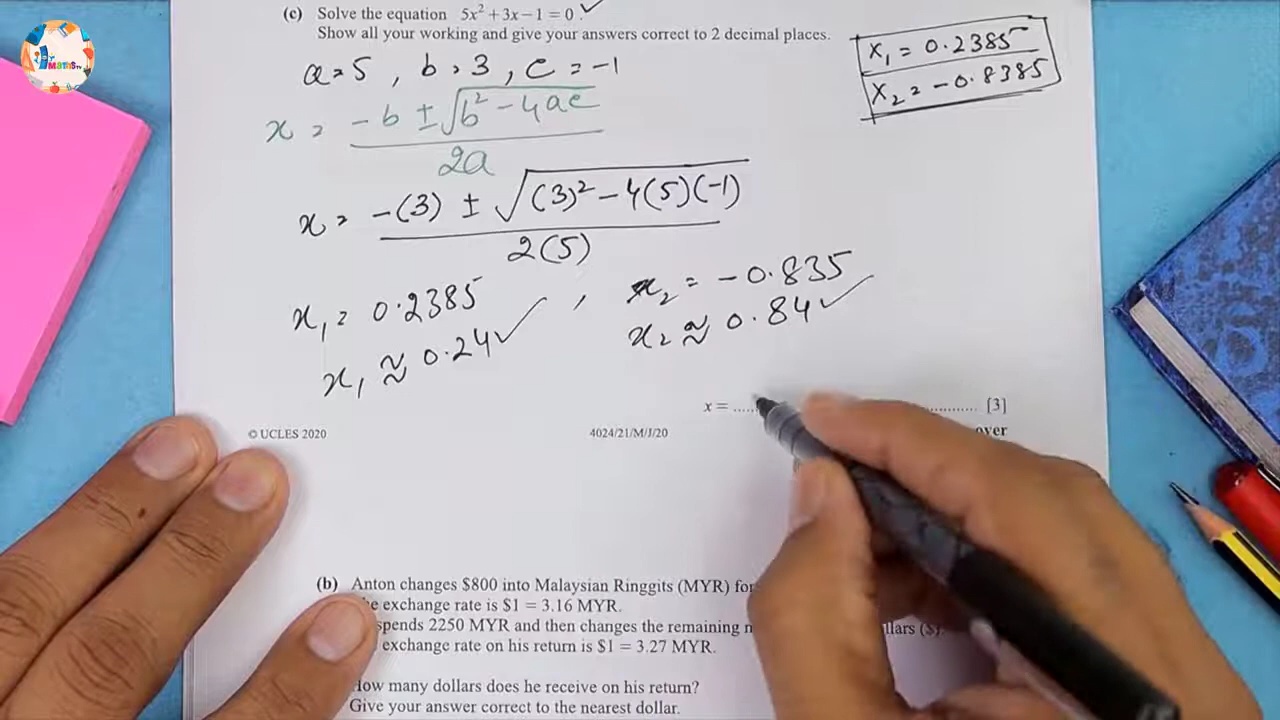 MATHS
(c) Solve the equation 5x² + 3x − 1 = 0. ✓
Show all your working and give your answers correct to 2 decimal places.
x₁ = 0.2385
x₂ = -0.8385
a = 5 , b = 3 , c = -1
x = -b ± √b² - 4ac
2a
x = -(3) ± √(3)² - 4(5)(-1)
2(5)
x₁ = 0.2385 , x₂ = -0.835
x₁ ≈ 0.24 ✓ x₂ ≈ 0.84 ✓
x = ..... ............ [3]
© UCLES 2020 4024/21/M/J/20 over
(b) Anton changes $800 into Malaysian Ringgits (MYR) for
exchange rate is $1 = 3.16 MYR.
spends 2250 MYR and then changes the remaining
exchange rate on his return is $1 = 3.27 MYR.
How many dollars does he receive on his return?
Give your answer correct to the nearest dollar.